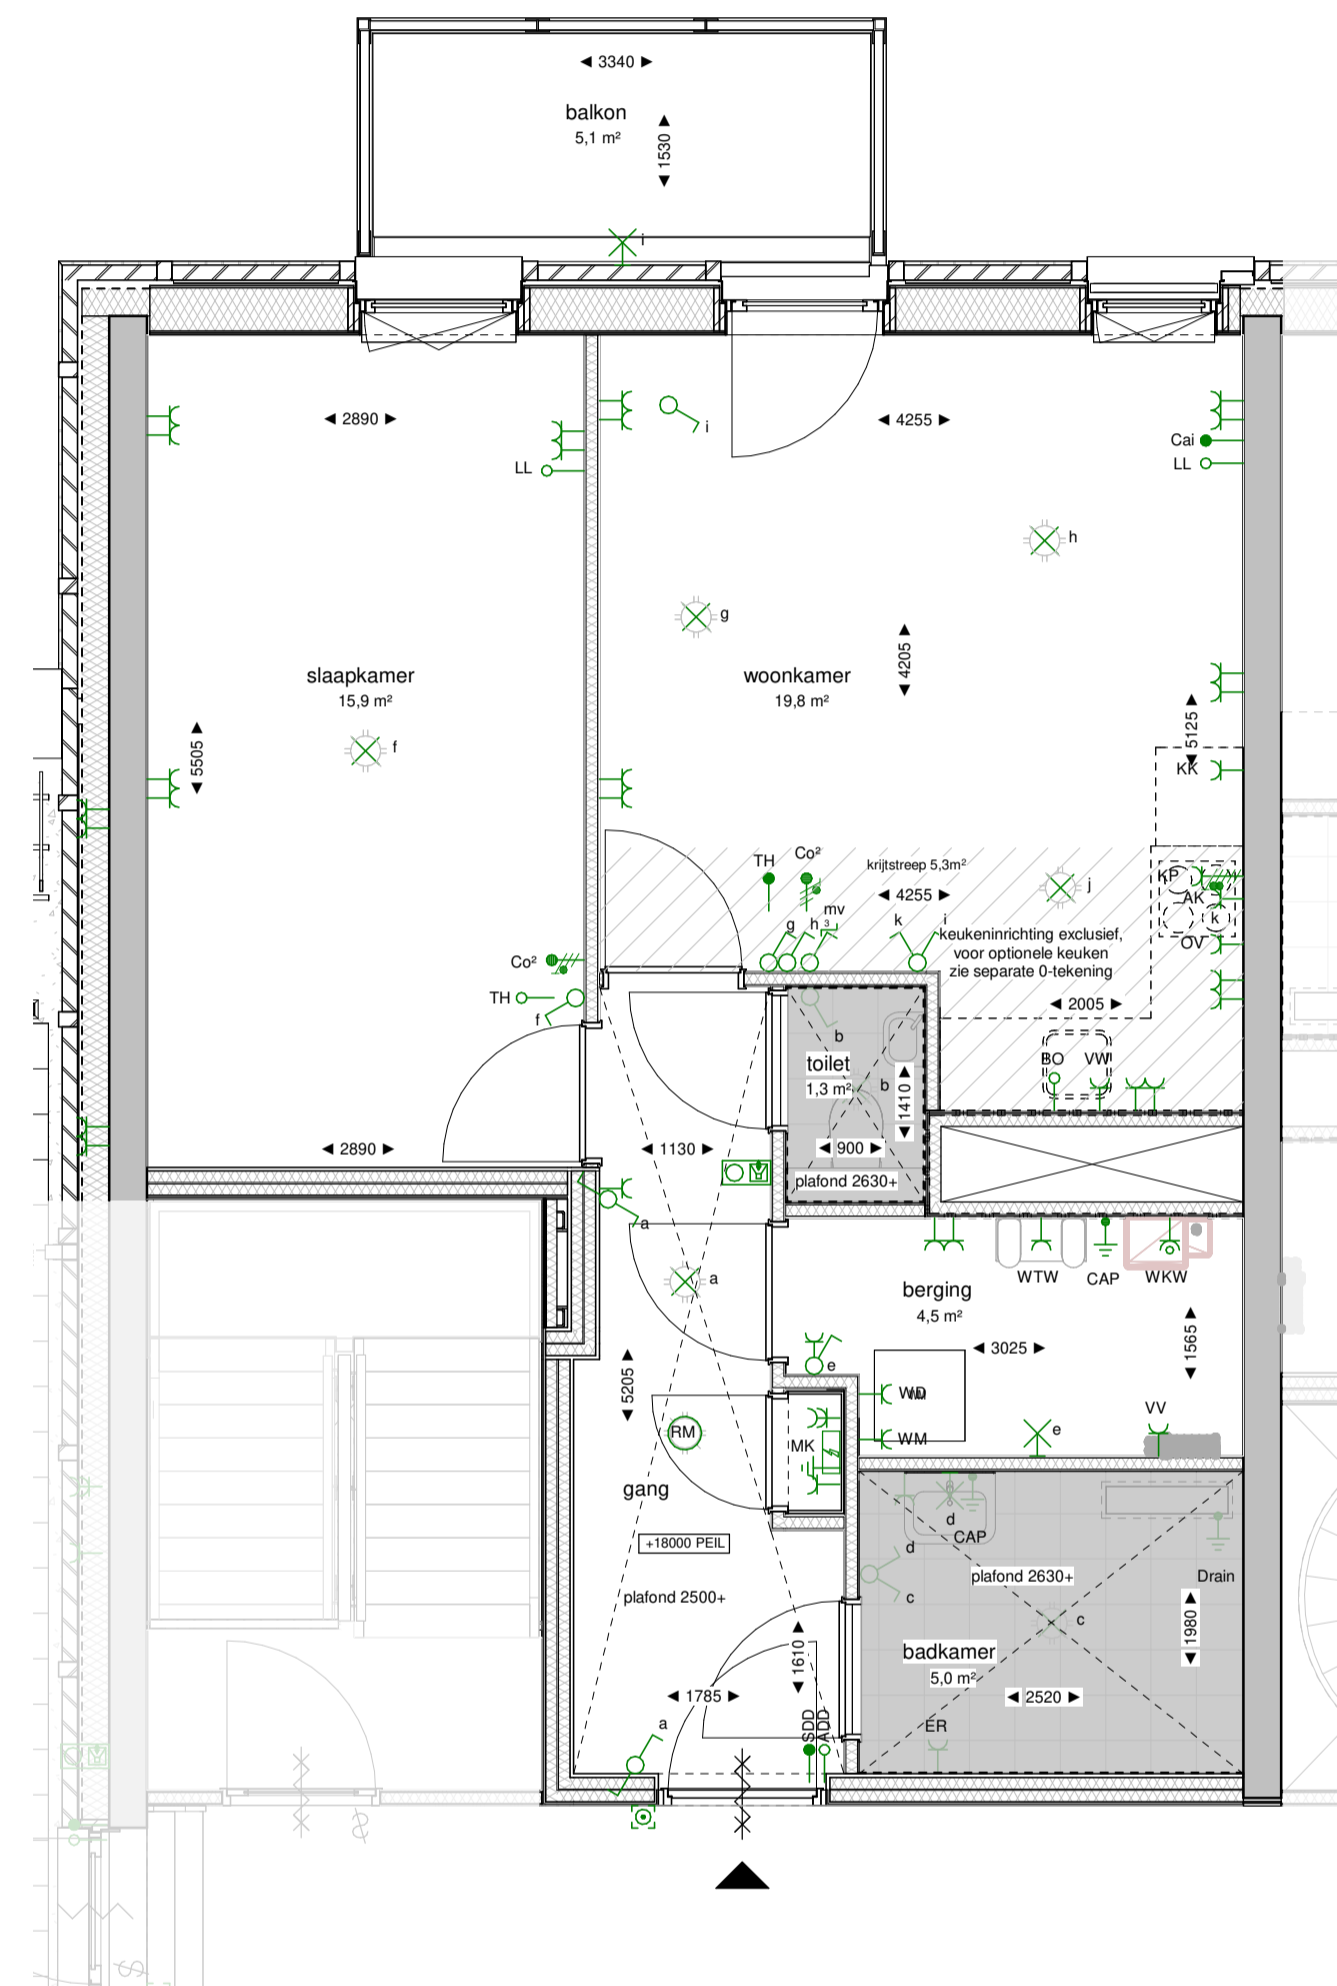 3340
balkon
5,1 m²
1530
i
2890
4255
i
Cai
LL
LL
h
g
slaapkamer
15,9 m²
woonkamer
19,8 m²
4205
5125
5505
f
KK
TH
Co²
krijtstreep 5,3m²
4255
j
KP
AK
k
OV
mv
3
g
h
k
i
keukeninrichting exclusief,
voor optionele keuken
zie separate 0-tekening
Co²
TH
f
2005
b
toilet
1,3 m²
b
1410
BO
VW
2890
1130
900
plafond 2630+
a
a
WTW
CAP
WKW
berging
4,5 m²
3025
1565
5205
e
WD
WM
VV
e
RM
MK
gang
+18000 PEIL
plafond 2500+
d
CAP
d
c
plafond 2630+
Drain
c
1980
1610
badkamer
5,0 m²
2520
1785
a
SDD
ADD
ER